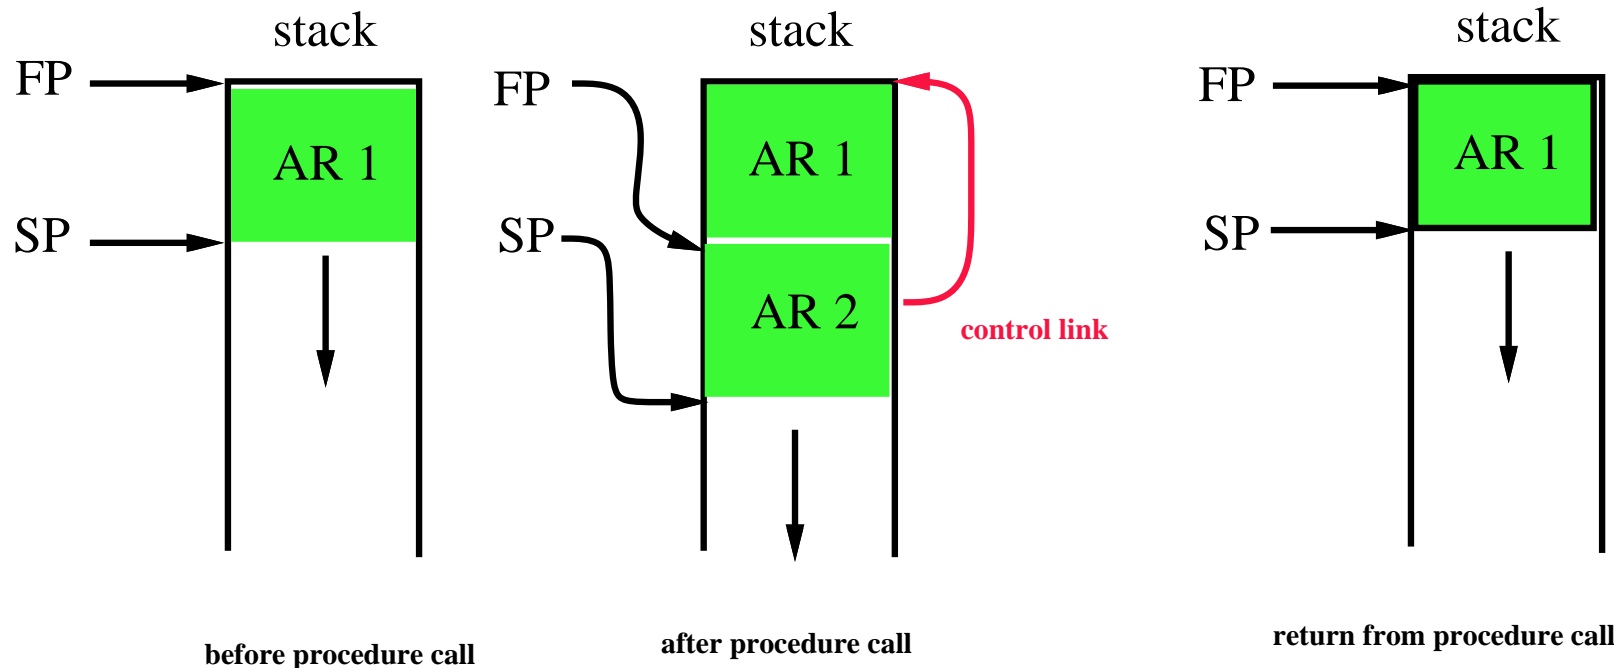 stack
FP
AR 1
SP
before procedure call
stack
FP
AR 1
SP
AR 2
control link
after procedure call
stack
FP
AR 1
SP
return from procedure call